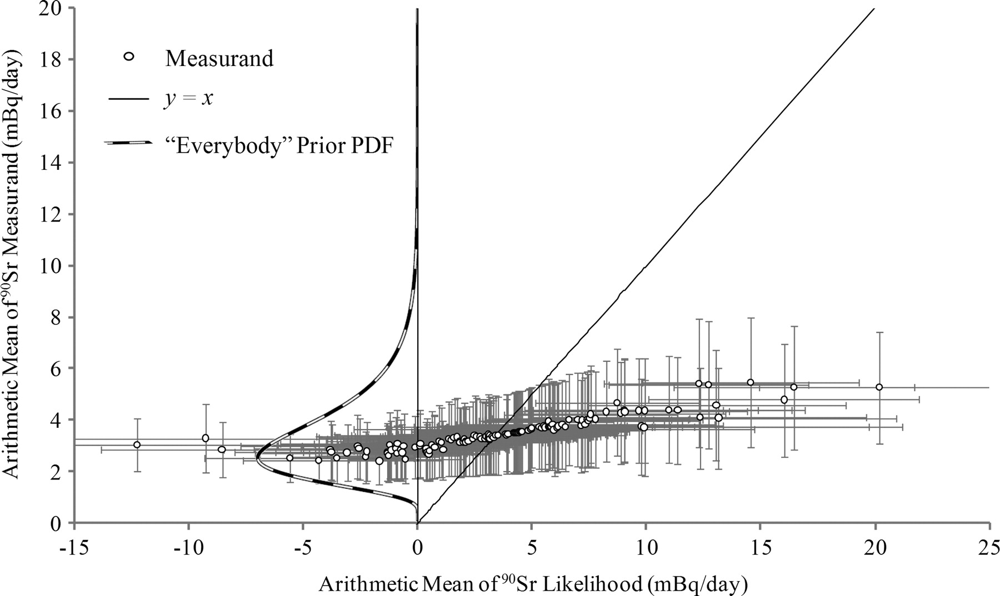 20
18
16
14
12
10
8
6
4
2
0
Measurand
y = x
“Everybody” Prior PDF
Arithmetic Mean of ⁹⁰Sr Measurand (mBq/day)
-15 -10 -5 0 5 10 15 20 25
Arithmetic Mean of ⁹⁰Sr Likelihood (mBq/day)